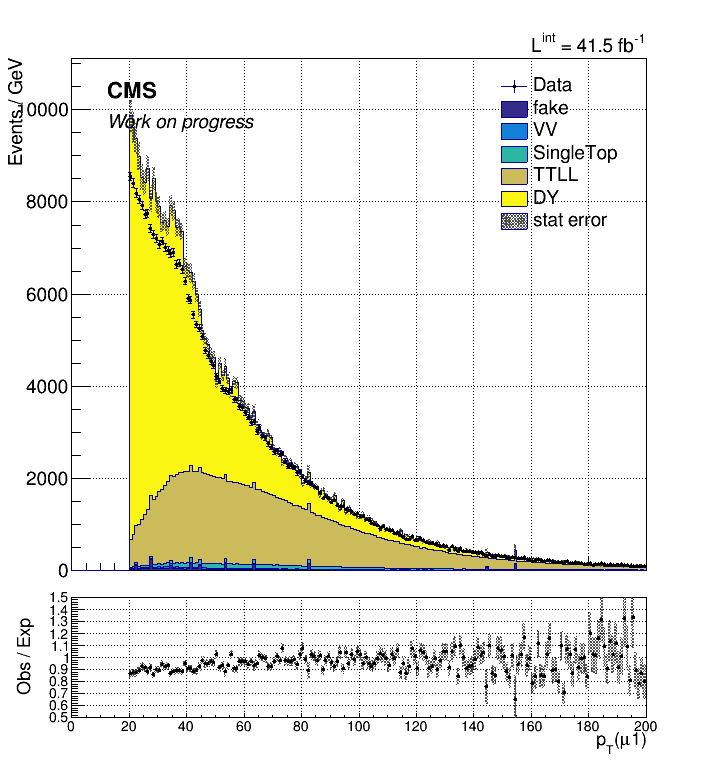 L^int = 41.5 fb^-1
Events / GeV
CMS
Work on progress
Data
fake
VV
SingleTop
TTLL
DY
stat error
10000
8000
6000
4000
2000
0
Obs / Exp
1.5
1.4
1.3
1.2
1.1
1
0.9
0.8
0.7
0.6
0.5
0 20 40 60 80 100 120 140 160 180 200
p_T(μ1)